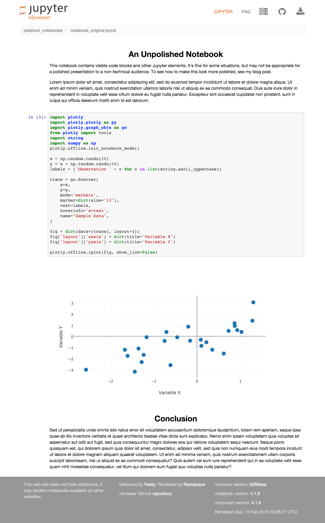 jupyter
nbviewer
JUPYTER FAQ
polished_notebooks / notebook_original.ipynb
An Unpolished Notebook
This notebook contains visible code blocks and other Jupyter elements. It's fine for some situations, but may not be appropriate for
a polished presentation to a non-technical audience. To see how to make this look more polished, see my blog post.
Lorem ipsum dolor sit amet, consectetur adipiscing elit, sed do eiusmod tempor incididunt ut labore et dolore magna aliqua. Ut
enim ad minim veniam, quis nostrud exercitation ullamco laboris nisi ut aliquip ex ea commodo consequat. Duis aute irure dolor in
reprehenderit in voluptate velit esse cillum dolore eu fugiat nulla pariatur. Excepteur sint occaecat cupidatat non proident, sunt in
culpa qui officia deserunt mollit anim id est laborum.
In [3]: import plotly
import plotly.plotly as py
import plotly.graph_objs as go
from plotly import tools
import string
import numpy as np
plotly.offline.init_notebook_mode()
x = np.random.randn(26)
y = x + np.random.randn(26)
labels = ['Observation ' + c for c in list(string.ascii_uppercase)]
trace = go.Scatter(
x=x,
y=y,
mode='markers',
marker=dict(size='13'),
text=labels,
hoverinfo='x+text',
name="Sample Data",
)
fig = dict(data=[trace], layout={})
fig['layout']['xaxis'] = dict(title='Variable X')
fig['layout']['yaxis'] = dict(title='Variable Y')
plotly.offline.iplot(fig, show_link=False)
Variable Y
3
2
1
0
−1
−2
−3
−2 −1 0 1
Variable X
Conclusion
Sed ut perspiciatis unde omnis iste natus error sit voluptatem accusantium doloremque laudantium, totam rem aperiam, eaque ipsa
quae ab illo inventore veritatis et quasi architecto beatae vitae dicta sunt explicabo. Nemo enim ipsam voluptatem quia voluptas sit
aspernatur aut odit aut fugit, sed quia consequuntur magni dolores eos qui ratione voluptatem sequi nesciunt. Neque porro
quisquam est, qui dolorem ipsum quia dolor sit amet, consectetur, adipisci velit, sed quia non numquam eius modi tempora incidunt
ut labore et dolore magnam aliquam quaerat voluptatem. Ut enim ad minima veniam, quis nostrum exercitationem ullam corporis
suscipit laboriosam, nisi ut aliquid ex ea commodi consequatur? Quis autem vel eum iure reprehenderit qui in ea voluptate velit esse
quam nihil molestiae consequatur, vel illum qui dolorem eum fugiat quo voluptas nulla pariatur?
This web site does not host notebooks, it
only renders notebooks available on other
websites.
Delivered by Fastly, Rendered by Rackspace
nbviewer GitHub repository.
nbviewer version:
notebook version: 4.1.0
nbconvert version: 4.1.0